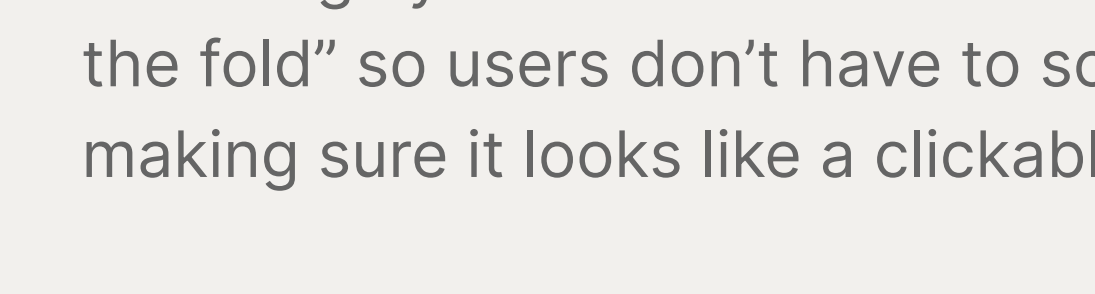 the fold” so users don’t have to
making sure it looks like a